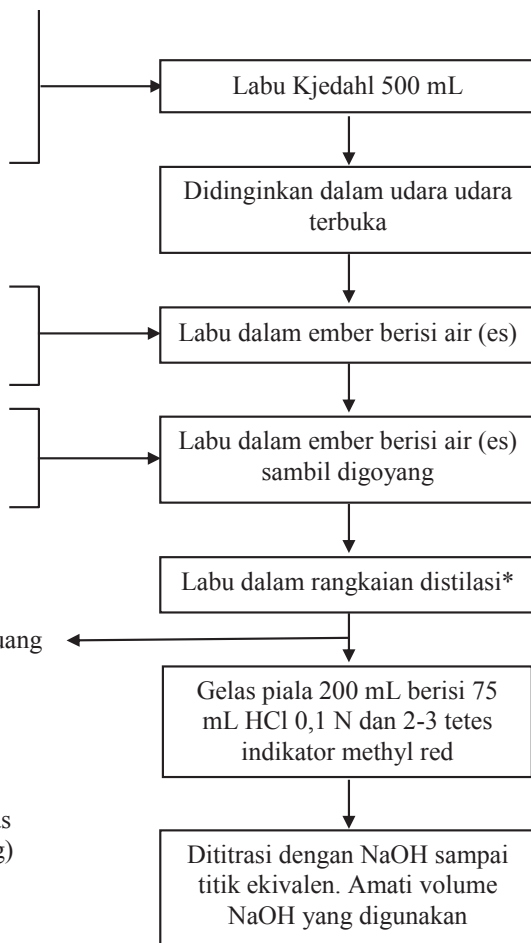 Labu Kjedahl 500 mL
Didinginkan dalam udara udara
terbuka
Labu dalam ember berisi air (es)
Labu dalam ember berisi air (es)
sambil digoyang
Labu dalam rangkaian distilasi*
Gelas piala 200 mL berisi 75
mL HCl 0,1 N dan 2-3 tetes
indikator methyl red
Dititrasi dengan NaOH sampai
titik ekivalen. Amati volume
NaOH yang digunakan